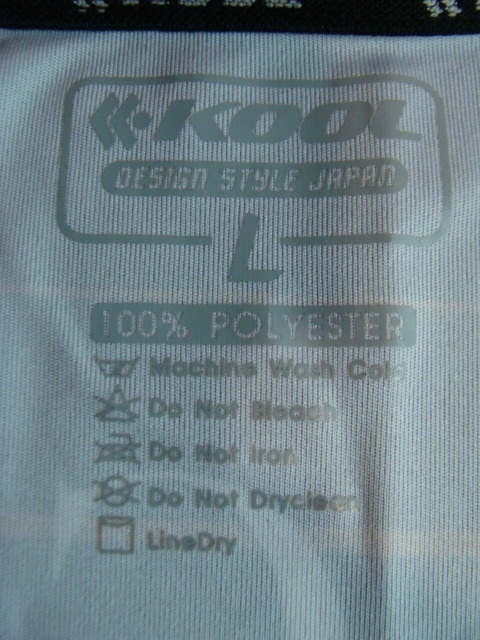 KOOL
DESIGN STYLE JAPAN
L
100% POLYESTER
Machine Wash Cold
Do Not Bleach
Do Not Iron
Do Not Dryclean
LineDry